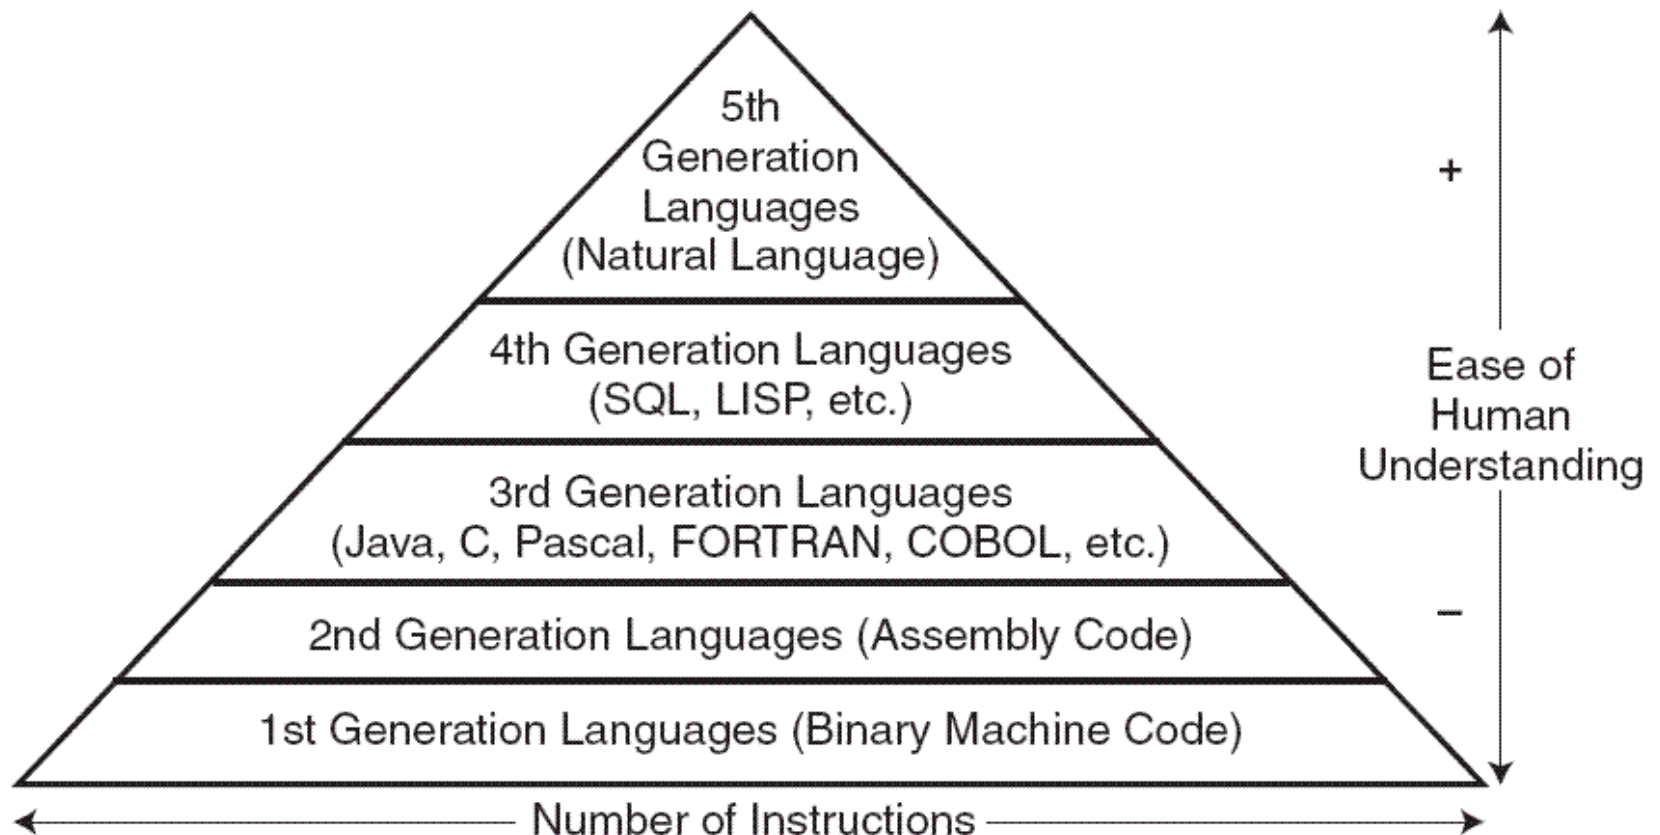 5th
Generation
Languages
(Natural Language)
4th Generation Languages
(SQL, LISP, etc.)
3rd Generation Languages
(Java, C, Pascal, FORTRAN, COBOL, etc.)
2nd Generation Languages (Assembly Code)
1st Generation Languages (Binary Machine Code)
Number of Instructions
+
Ease of
Human
Understanding
–